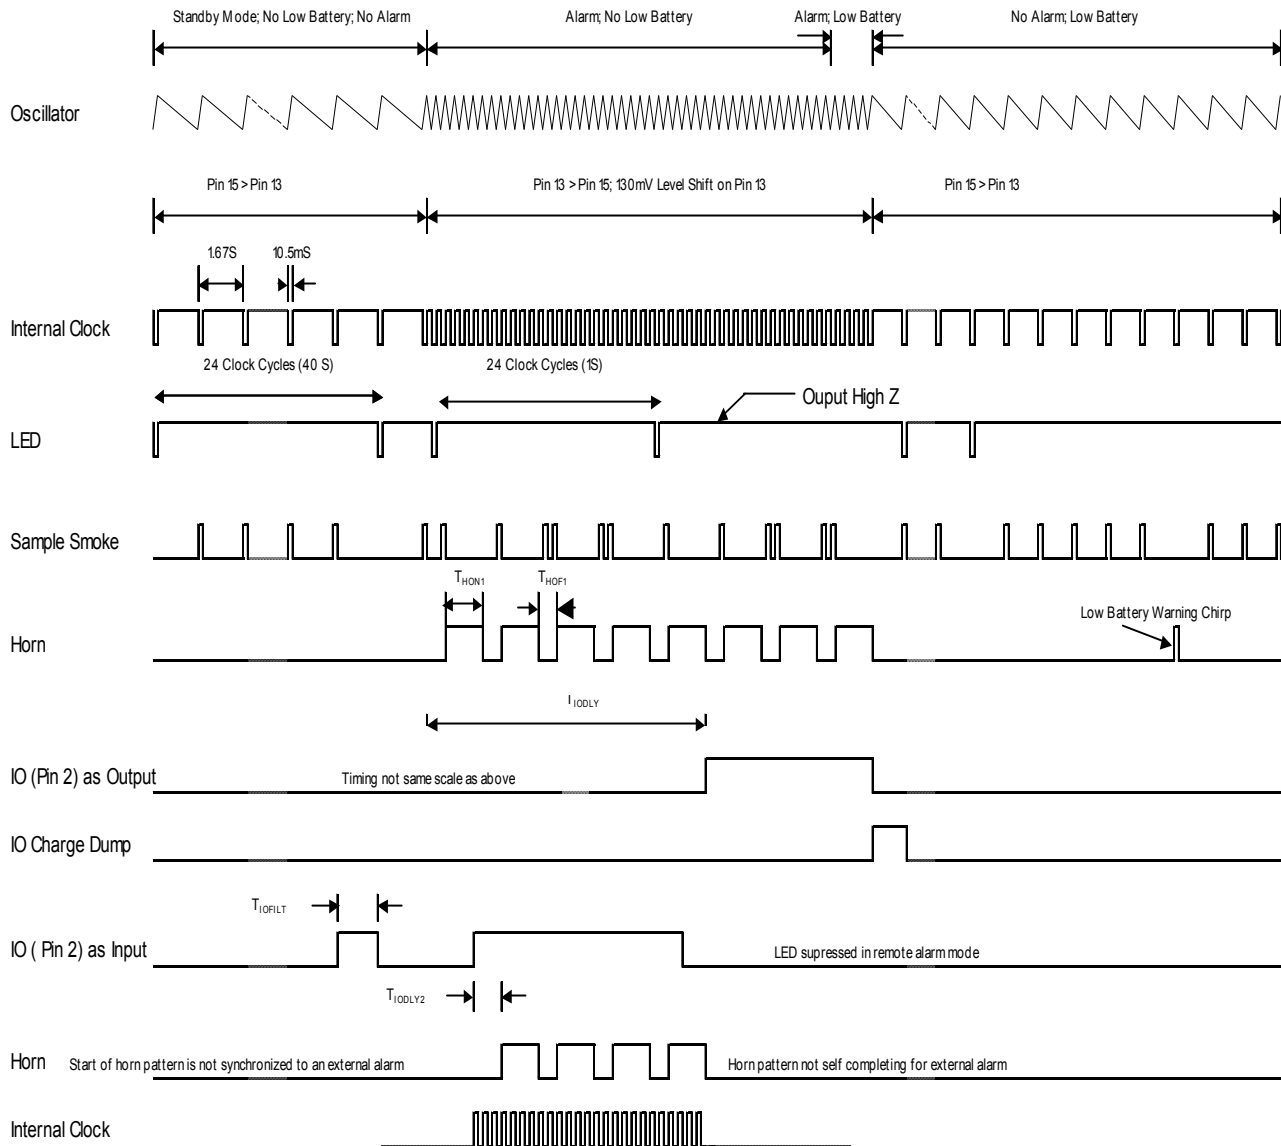 Standby Mode; No Low Battery; No Alarm
Alarm; No Low Battery
Alarm; Low Battery
No Alarm; Low Battery
Oscillator
Pin 15 > Pin 13
Pin 13 > Pin 15; 130mV Level Shift on Pin 13
Pin 15 > Pin 13
1.67S
10.5mS
Internal Clock
24 Clock Cycles (40 S)
24 Clock Cycles (1S)
Ouput High Z
LED
Sample Smoke
THON1
THOF1
Low Battery Warning Chirp
Horn
TIODLY
IO (Pin 2) as Output
Timing not same scale as above
IO Charge Dump
TIOFILT
IO ( Pin 2) as Input
LED supressed in remote alarm mode
TIODLY2
Horn
Start of horn pattern is not synchronized to an external alarm
Horn pattern not self completing for external alarm
Internal Clock